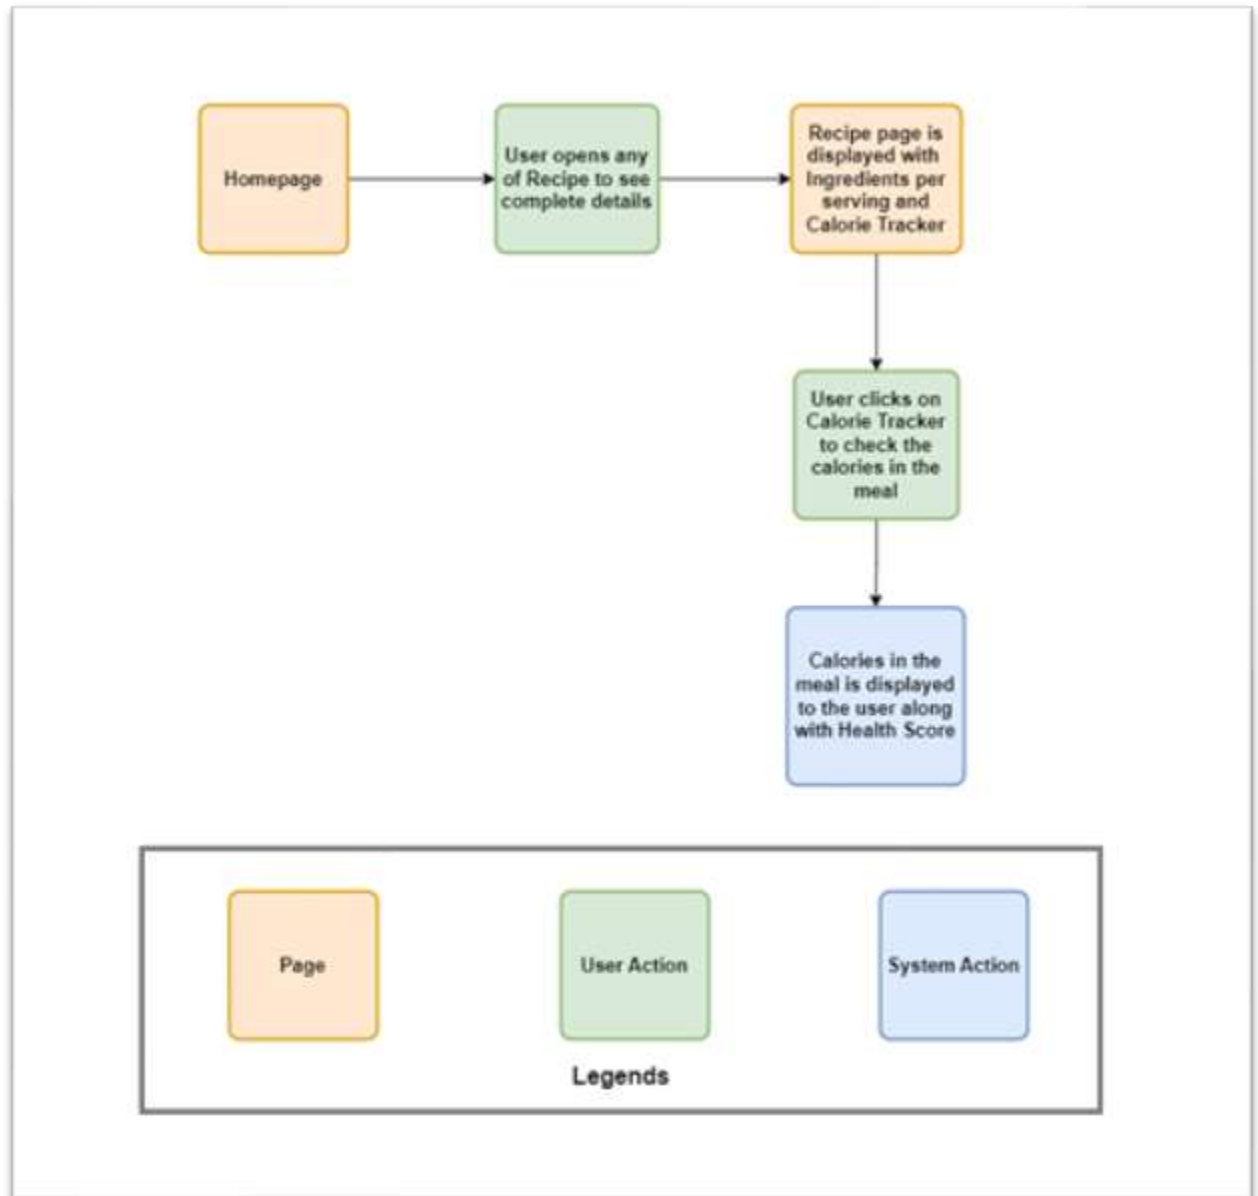 Homepage
User opens any
of Recipe to see
complete details
Recipe page is
displayed with
Ingredients per
serving and
Calorie Tracker
User clicks on
Calorie Tracker
to check the
calories in the
meal
Calories in the
meal is displayed
to the user along
with Health Score
Page
User Action
System Action
Legends